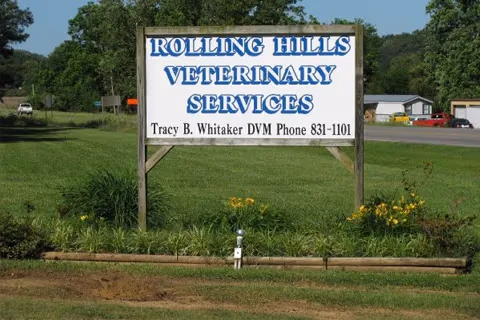 ROLLING HILLS
VETERINARY
SERVICES
Tracy B. Whitaker DVM Phone 831-1101